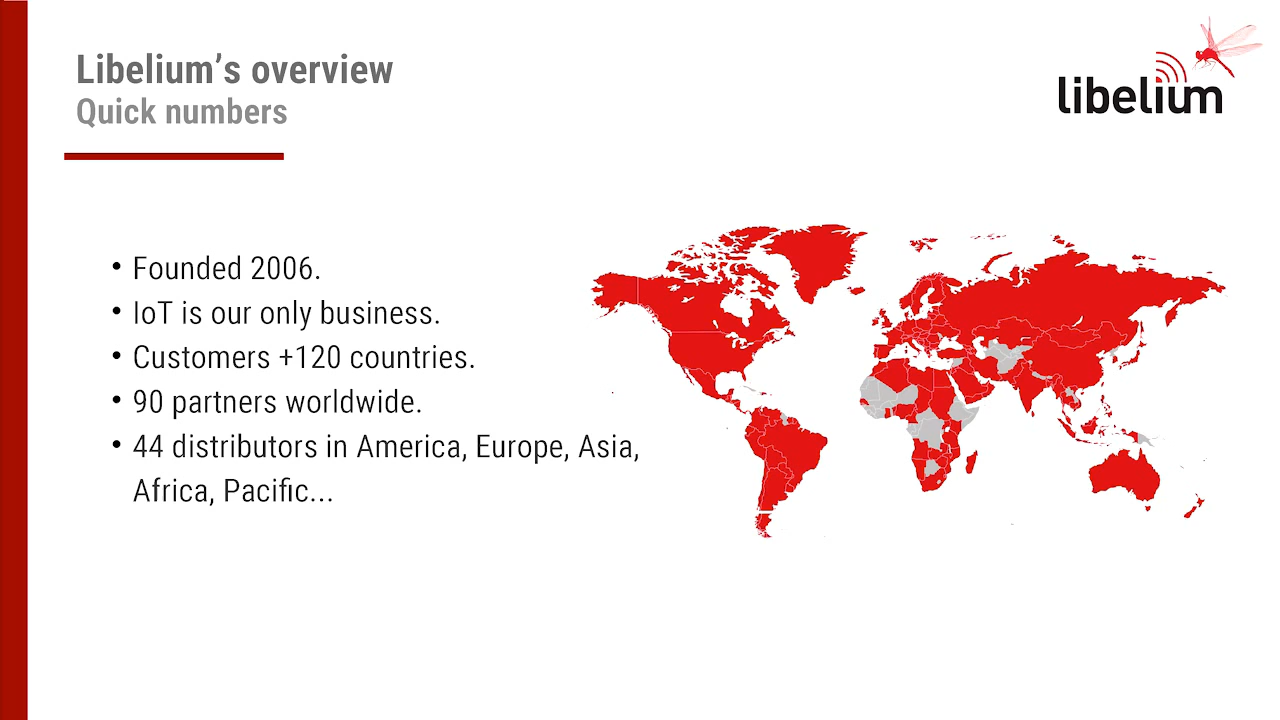 Libelium’s overview
Quick numbers
libelium
• Founded 2006.
• IoT is our only business.
• Customers +120 countries.
• 90 partners worldwide.
• 44 distributors in America, Europe, Asia,
Africa, Pacific...